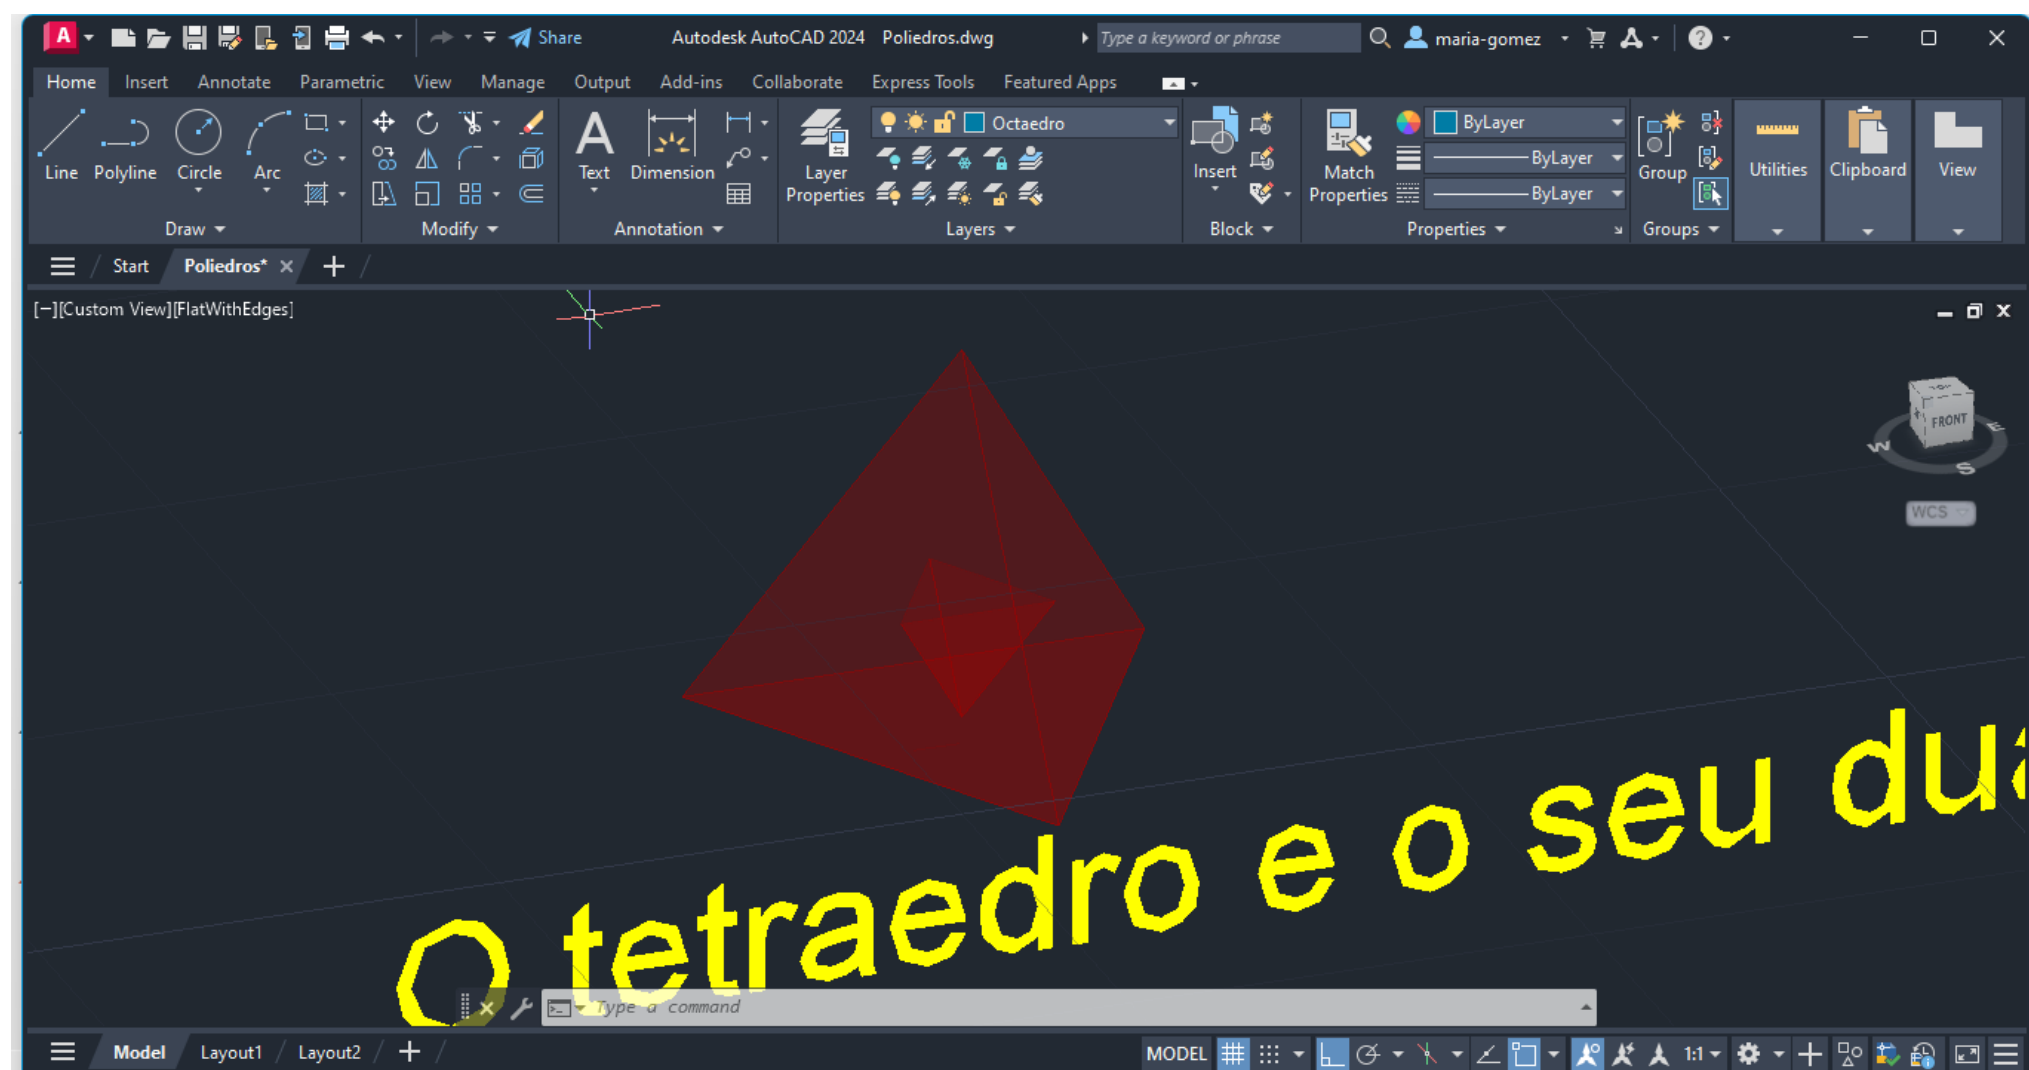 A Share Autodesk AutoCAD 2024 Poliedros.dwg Type a keyword or phrase maria-gomez
Home Insert Annotate Parametric View Manage Output Add-ins Collaborate Express Tools Featured Apps
Octaedro ByLayer
ByLayer
Line Polyline Circle Arc Text Dimension Layer Properties Insert Match Properties Group Utilities Clipboard View
ByLayer
Draw Modify Annotation Layers Block Properties Groups
Start Poliedros*
[−][Custom View][FlatWithEdges]
TOP
FRONT
W S E
WCS
O tetraedro e o seu dua
Type a command
Model Layout1 Layout2 MODEL 1:1